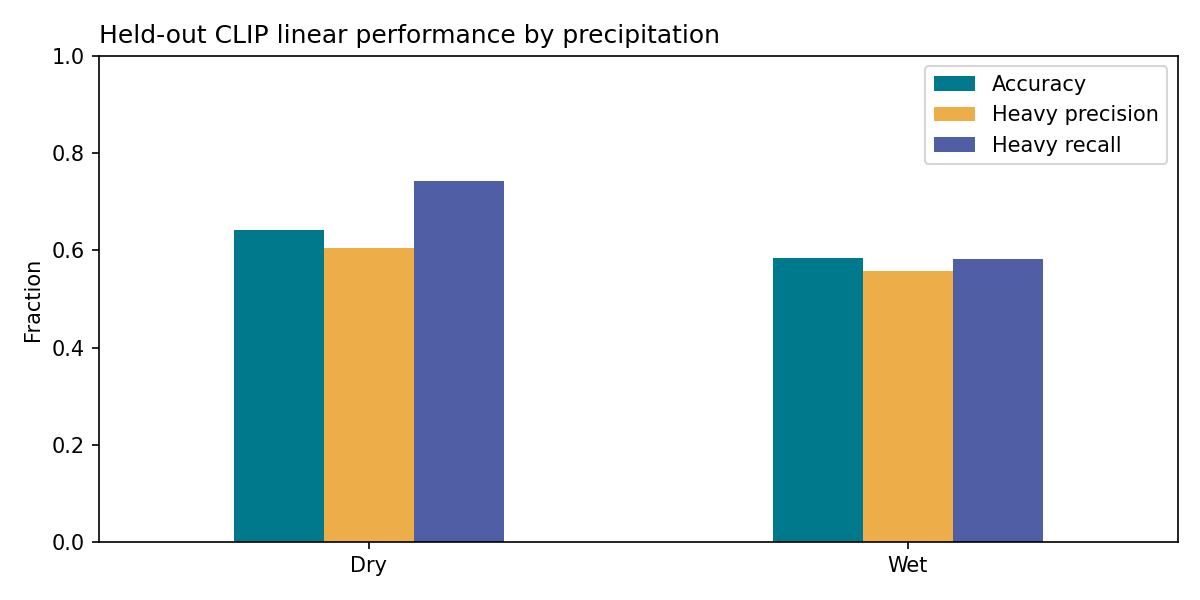 Held-out CLIP linear performance by precipitation
1.0
0.8
0.6
0.4
0.2
0.0
Fraction
Accuracy
Heavy precision
Heavy recall
Dry
Wet